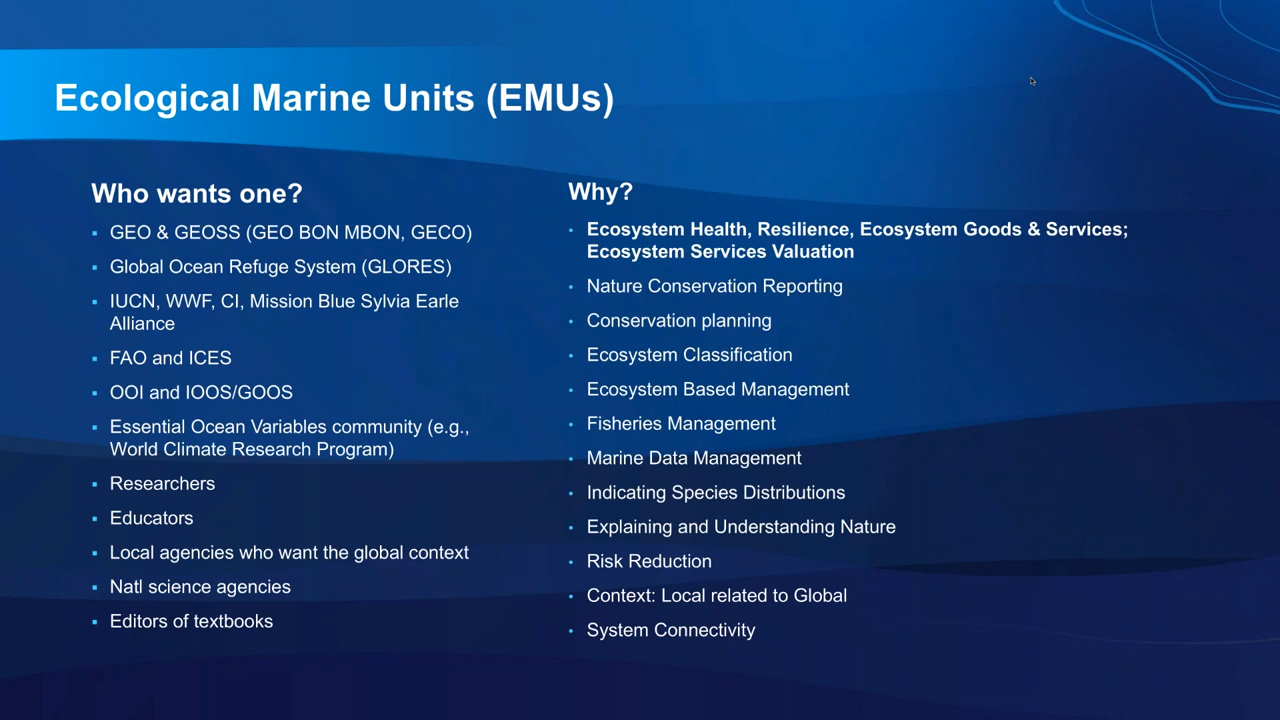 Ecological Marine Units (EMUs)
Who wants one?
GEO & GEOSS (GEO BON MBON, GECO)
Global Ocean Refuge System (GLORES)
IUCN, WWF, CI, Mission Blue Sylvia Earle
Alliance
FAO and ICES
OOI and IOOS/GOOS
Essential Ocean Variables community (e.g.,
World Climate Research Program)
Researchers
Educators
Local agencies who want the global context
Natl science agencies
Editors of textbooks
Why?
Ecosystem Health, Resilience, Ecosystem Goods & Services;
Ecosystem Services Valuation
Nature Conservation Reporting
Conservation planning
Ecosystem Classification
Ecosystem Based Management
Fisheries Management
Marine Data Management
Indicating Species Distributions
Explaining and Understanding Nature
Risk Reduction
Context: Local related to Global
System Connectivity